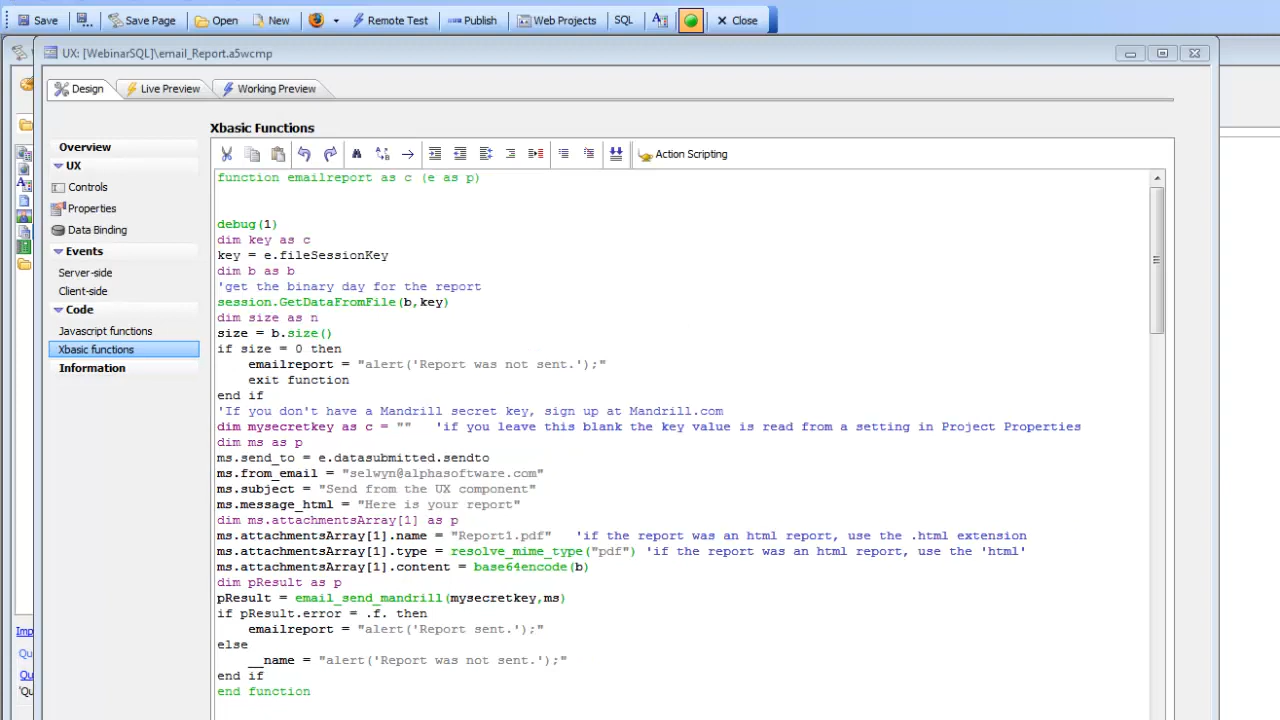 Save Save Page Open New Remote Test Publish Web Projects SQL A Close
UX: [WebinarSQL]\email_Report.a5wcmp
Design Live Preview Working Preview
Overview
UX
Controls
Properties
Data Binding
Events
Server-side
Client-side
Code
Javascript functions
Xbasic functions
Information
Xbasic Functions
Action Scripting
function emailreport as c (e as p)
debug(1)
dim key as c
key = e.fileSessionKey
dim b as b
'get the binary day for the report
session.GetDataFromFile(b,key)
dim size as n
size = b.size()
if size = 0 then
emailreport = "alert('Report was not sent.');"
exit function
end if
'If you don't have a Mandrill secret key, sign up at Mandrill.com
dim mysecretkey as c = "" 'if you leave this blank the key value is read from a setting in Project Properties
dim ms as p
ms.send_to = e.datasubmitted.sendto
ms.from_email = "selwyn@alphasoftware.com"
ms.subject = "Send from the UX component"
ms.message_html = "Here is your report"
dim ms.attachmentsArray[1] as p
ms.attachmentsArray[1].name = "Report1.pdf" 'if the report was an html report, use the .html extension
ms.attachmentsArray[1].type = resolve_mime_type("pdf") 'if the report was an html report, use the 'html'
ms.attachmentsArray[1].content = base64encode(b)
dim pResult as p
pResult = email_send_mandrill(mysecretkey,ms)
if pResult.error = .f. then
emailreport = "alert('Report sent.');"
else
__name = "alert('Report was not sent.');"
end if
end function
Imp
Qu
Qu
'Qu